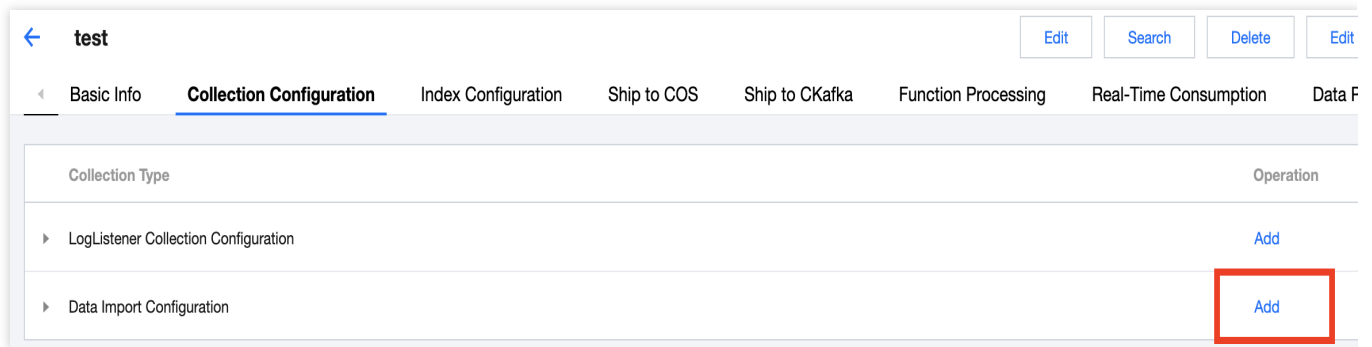 test Edit Search Delete Edit
Basic Info Collection Configuration Index Configuration Ship to COS Ship to CKafka Function Processing Real-Time Consumption Data
Collection Type Operation
LogListener Collection Configuration Add
Data Import Configuration Add